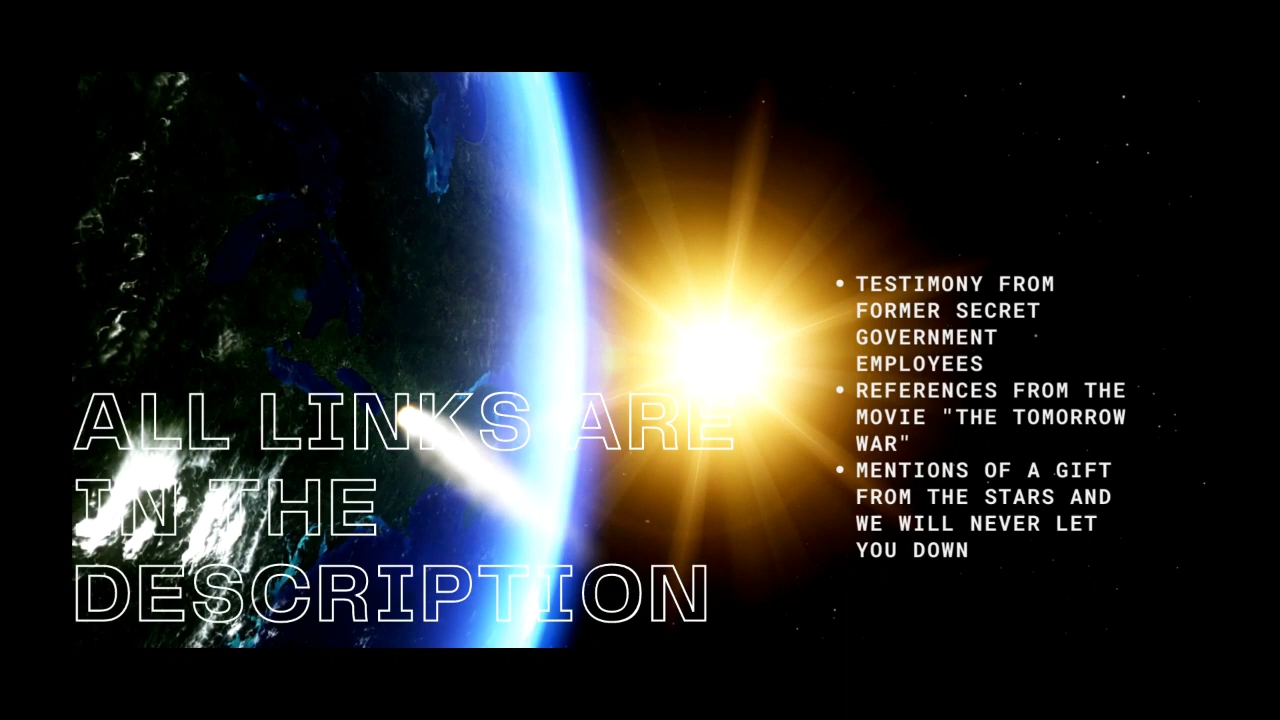 ALL LINKS ARE
IN THE
DESCRIPTION
• TESTIMONY FROM
FORMER SECRET
GOVERNMENT
EMPLOYEES
• REFERENCES FROM THE
MOVIE "THE TOMORROW
WAR"
• MENTIONS OF A GIFT
FROM THE STARS AND
WE WILL NEVER LET
YOU DOWN